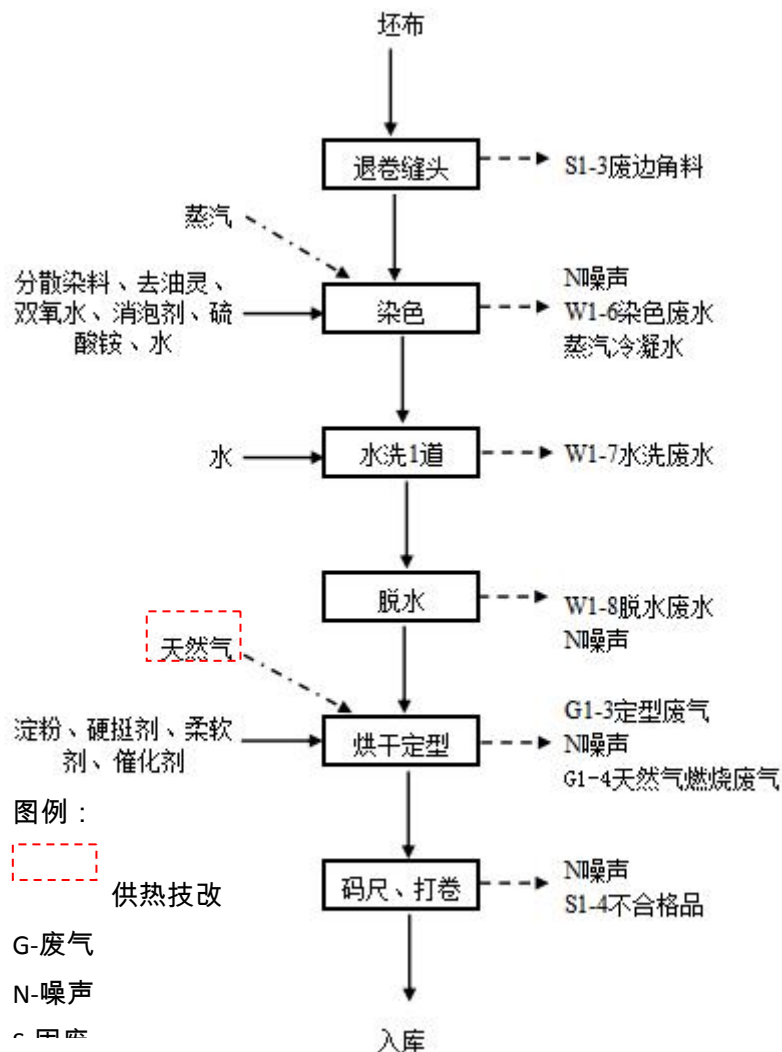 坯布
退卷缝头
S1-3废边角料
蒸汽
分散染料、去油灵、
双氧水、消泡剂、硫
酸铵、水
染色
N噪声
W1-6染色废水
蒸汽冷凝水
水
水洗1道
W1-7水洗废水
脱水
W1-8脱水废水
N噪声
天然气
淀粉、硬挺剂、柔软
剂、催化剂
烘干定型
G1-3定型废气
N噪声
G1-4天然气燃烧废气
图例：
供热技改
码尺、打卷
N噪声
S1-4不合格品
G-废气
N-噪声
S-固废
入库